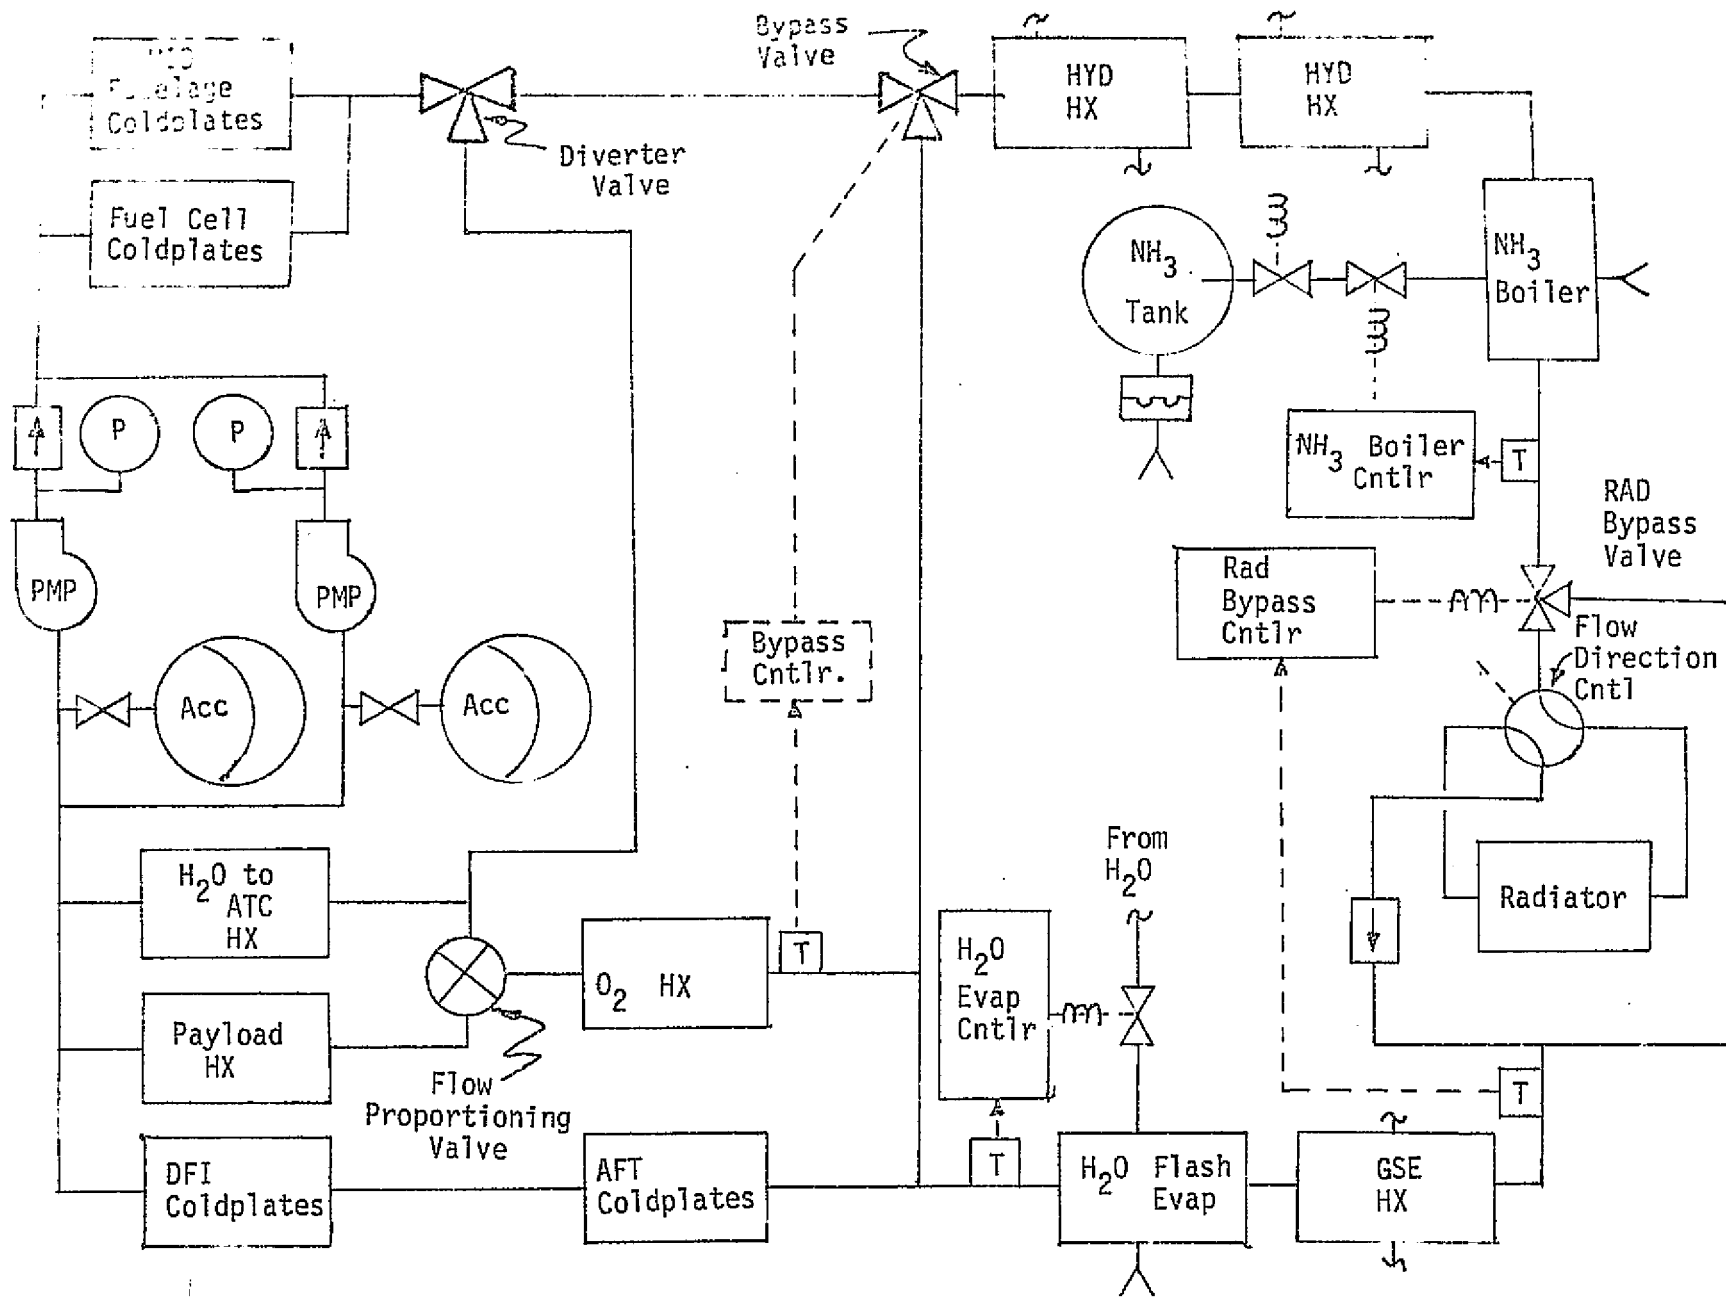 Fuselage
Coldplates
Fuel Cell
Coldplates
Diverter
Valve
Bypass
Valve
HYD
HX
HYD
HX
NH3
Tank
NH3
Boiler
NH3 Boiler
Cntlr
T
RAD
Bypass
Valve
Rad
Bypass
Cntlr
Flow
Direction
Cntl
Radiator
P
P
PMP
PMP
Acc
Acc
Bypass
Cntlr.
H2O to
ATC
HX
T
O2 HX
Payload
HX
Flow
Proportioning
Valve
DFI
Coldplates
AFT
Coldplates
From
H2O
H2O
Evap
Cntlr
T
H2O Flash
Evap
T
GSE
HX